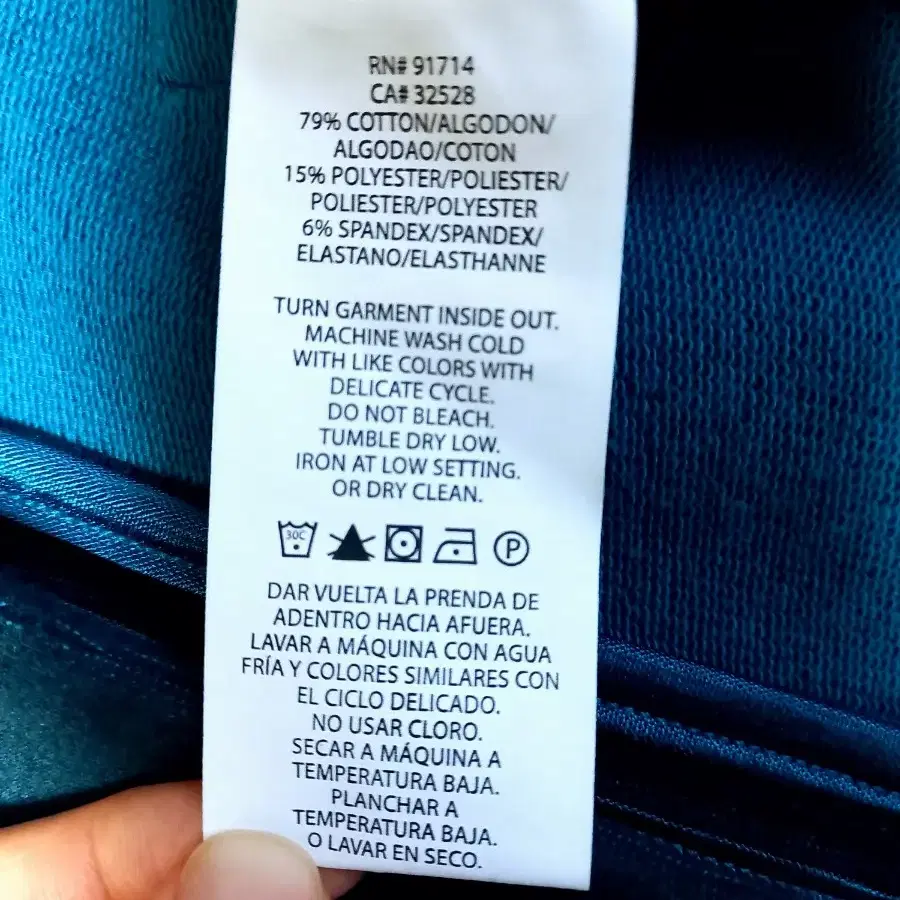 RN# 91714
CA# 32528
79% COTTON/ALGODON/
ALGODAO/COTON
15% POLYESTER/POLIESTER/
POLIESTER/POLYESTER
6% SPANDEX/SPANDEX/
ELASTANO/ELASTHANNE
TURN GARMENT INSIDE OUT.
MACHINE WASH COLD
WITH LIKE COLORS WITH
DELICATE CYCLE.
DO NOT BLEACH.
TUMBLE DRY LOW.
IRON AT LOW SETTING.
OR DRY CLEAN.
30C P
DAR VUELTA LA PRENDA DE
ADENTRO HACIA AFUERA.
LAVAR A MÁQUINA CON AGUA
FRÍA Y COLORES SIMILARES CON
EL CICLO DELICADO.
NO USAR CLORO.
SECAR A MÁQUINA A
TEMPERATURA BAJA.
PLANCHAR A
TEMPERATURA BAJA.
O LAVAR EN SECO.